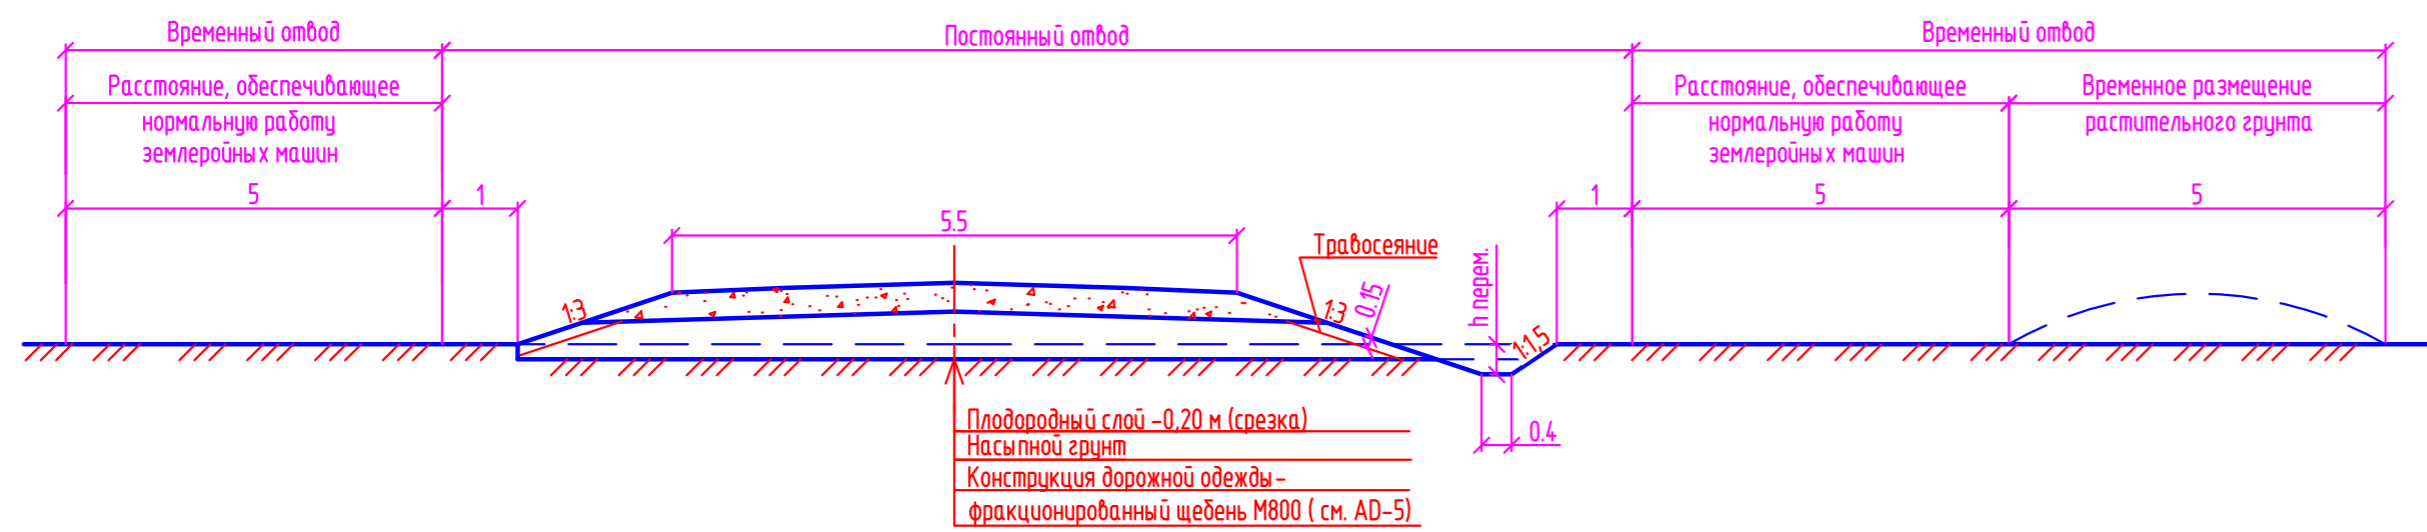 Временный отвод
Постоянный отвод
Временный отвод
Расстояние, обеспечивающее
нормальную работу
землеройных машин
Расстояние, обеспечивающее
нормальную работу
землеройных машин
Временное размещение
растительного грунта
5
1
5.5
1
5
5
Травосеяние
1:3
1:3
0.15
h перем.
1:1,5
Плодородный слой -0,20 м (срезка)
Насыпной грунт
Конструкция дорожной одежды-
фракционированный щебень М800 ( см. AD-5)
0.4